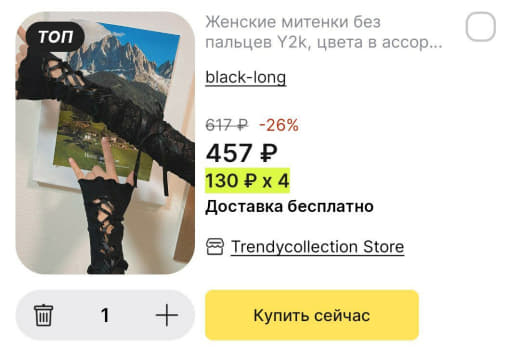 ТОП
Женские митенки без
пальцев Y2k, цвета в ассор...
black-long
617 ₽ -26%
457 ₽
130 ₽ x 4
Доставка бесплатно
Trendycollection Store
1
Купить сейчас